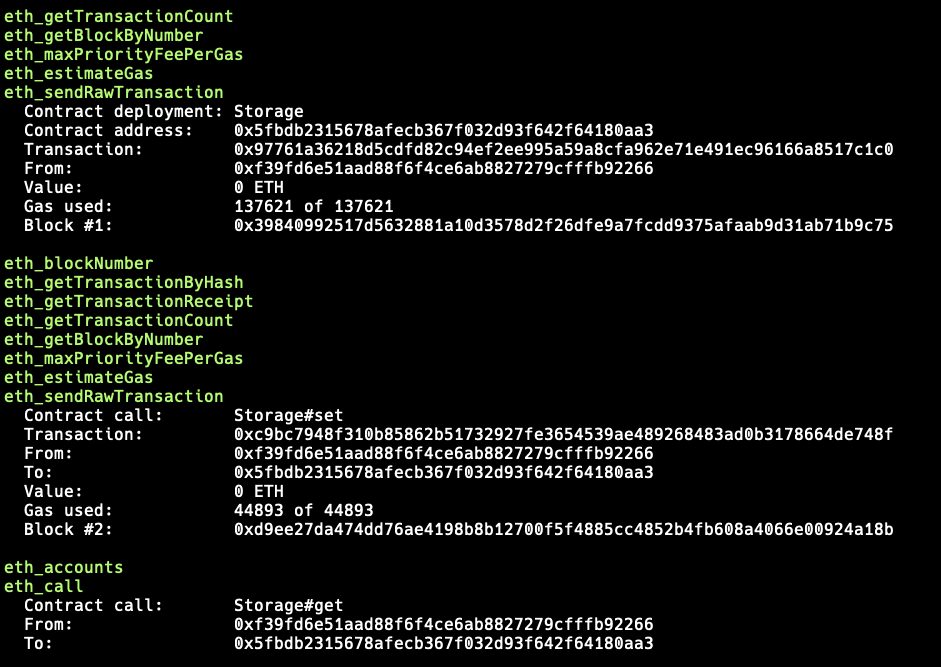 eth_getTransactionCount
eth_getBlockByNumber
eth_maxPriorityFeePerGas
eth_estimateGas
eth_sendRawTransaction
Contract deployment: Storage
Contract address: 0x5fbdb2315678afecb367f032d93f642f64180aa3
Transaction: 0x97761a36218d5cdfd82c94ef2ee995a59a8cfa962e71e491ec96166a8517c1c0
From: 0xf39fd6e51aad88f6f4ce6ab8827279cfffb92266
Value: 0 ETH
Gas used: 137621 of 137621
Block #1: 0x39840992517d5632881a10d3578d2f26dfe9a7fcdd9375afaab9d31ab71b9c75
eth_blockNumber
eth_getTransactionByHash
eth_getTransactionReceipt
eth_getTransactionCount
eth_getBlockByNumber
eth_maxPriorityFeePerGas
eth_estimateGas
eth_sendRawTransaction
Contract call: Storage#set
Transaction: 0xc9bc7948f310b85862b51732927fe3654539ae489268483ad0b3178664de748f
From: 0xf39fd6e51aad88f6f4ce6ab8827279cfffb92266
To: 0x5fbdb2315678afecb367f032d93f642f64180aa3
Value: 0 ETH
Gas used: 44893 of 44893
Block #2: 0xd9ee27da474dd76ae4198b8b12700f5f4885cc4852b4fb608a4066e00924a18b
eth_accounts
eth_call
Contract call: Storage#get
From: 0xf39fd6e51aad88f6f4ce6ab8827279cfffb92266
To: 0x5fbdb2315678afecb367f032d93f642f64180aa3